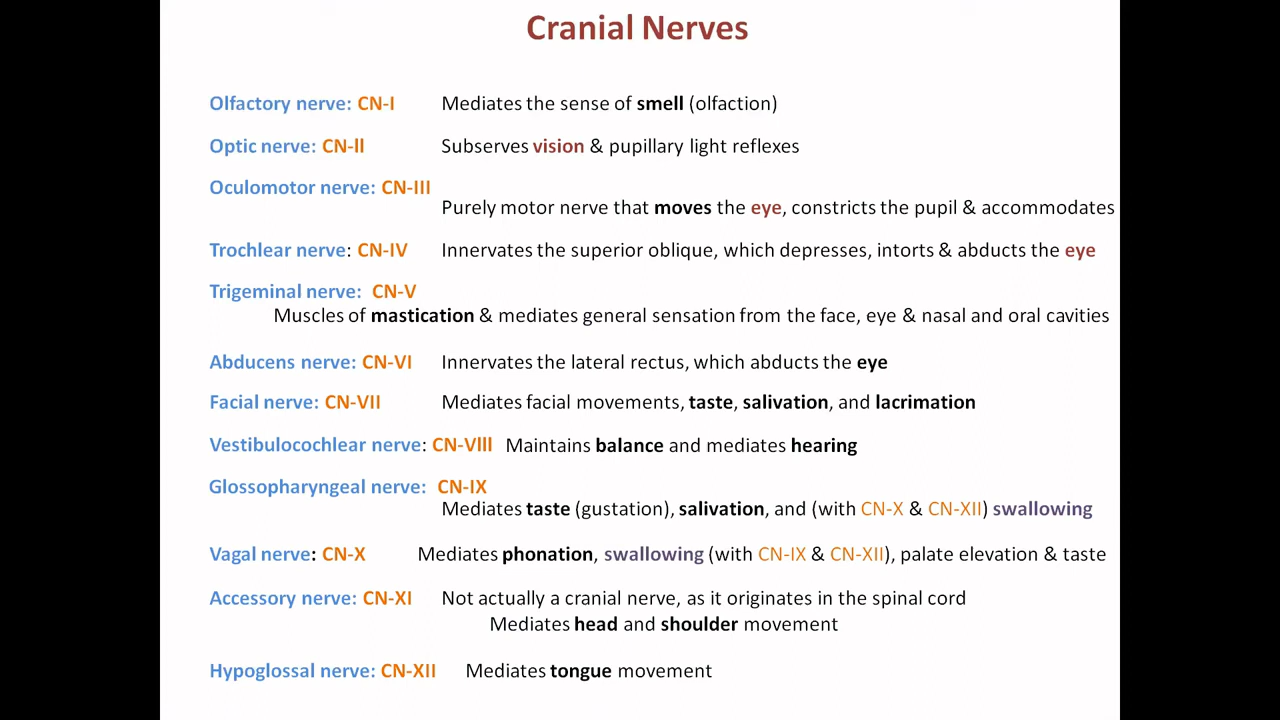 Cranial Nerves
Olfactory nerve: CN-I Mediates the sense of smell (olfaction)
Optic nerve: CN-ll Subserves vision & pupillary light reflexes
Oculomotor nerve: CN-III
Purely motor nerve that moves the eye, constricts the pupil & accommodates
Trochlear nerve: CN-IV Innervates the superior oblique, which depresses, intorts & abducts the eye
Trigeminal nerve: CN-V
Muscles of mastication & mediates general sensation from the face, eye & nasal and oral cavities
Abducens nerve: CN-VI Innervates the lateral rectus, which abducts the eye
Facial nerve: CN-VII Mediates facial movements, taste, salivation, and lacrimation
Vestibulocochlear nerve: CN-Vlll Maintains balance and mediates hearing
Glossopharyngeal nerve: CN-IX
Mediates taste (gustation), salivation, and (with CN-X & CN-XII) swallowing
Vagal nerve: CN-X Mediates phonation, swallowing (with CN-IX & CN-XII), palate elevation & taste
Accessory nerve: CN-XI Not actually a cranial nerve, as it originates in the spinal cord
Mediates head and shoulder movement
Hypoglossal nerve: CN-XII Mediates tongue movement